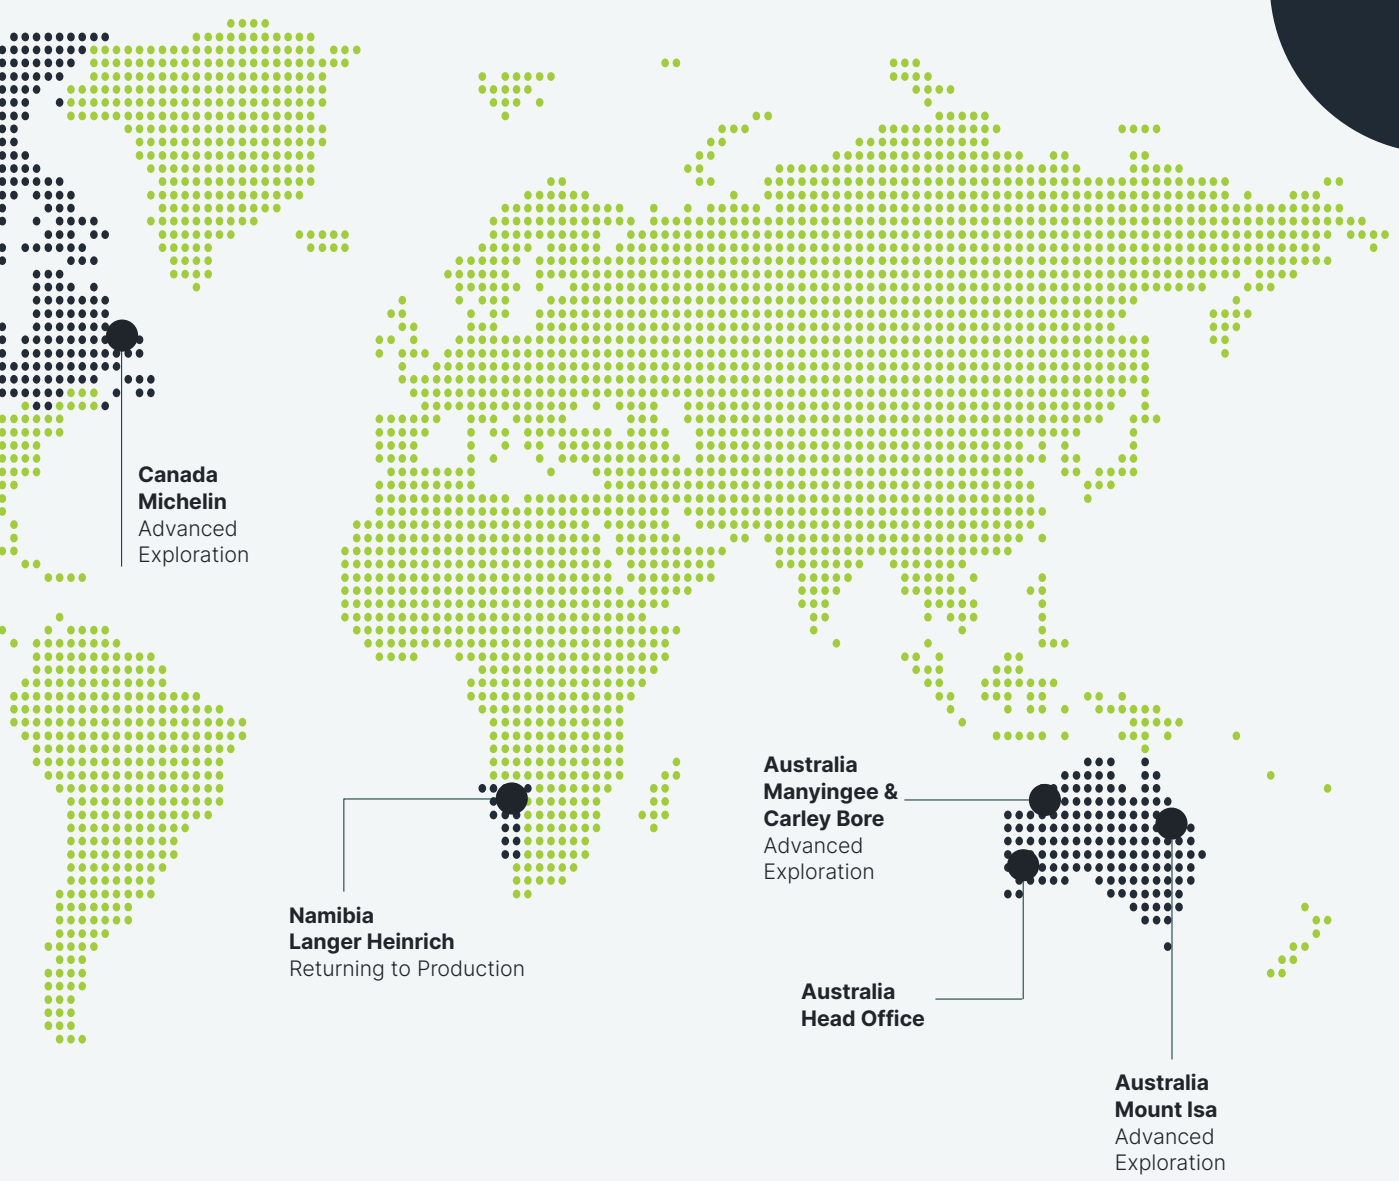 Canada
Michelin
Advanced
Exploration
Australia
Manyingee &
Carley Bore
Advanced
Exploration
Namibia
Langer Heinrich
Returning to Production
Australia
Head Office
Australia
Mount Isa
Advanced
Exploration